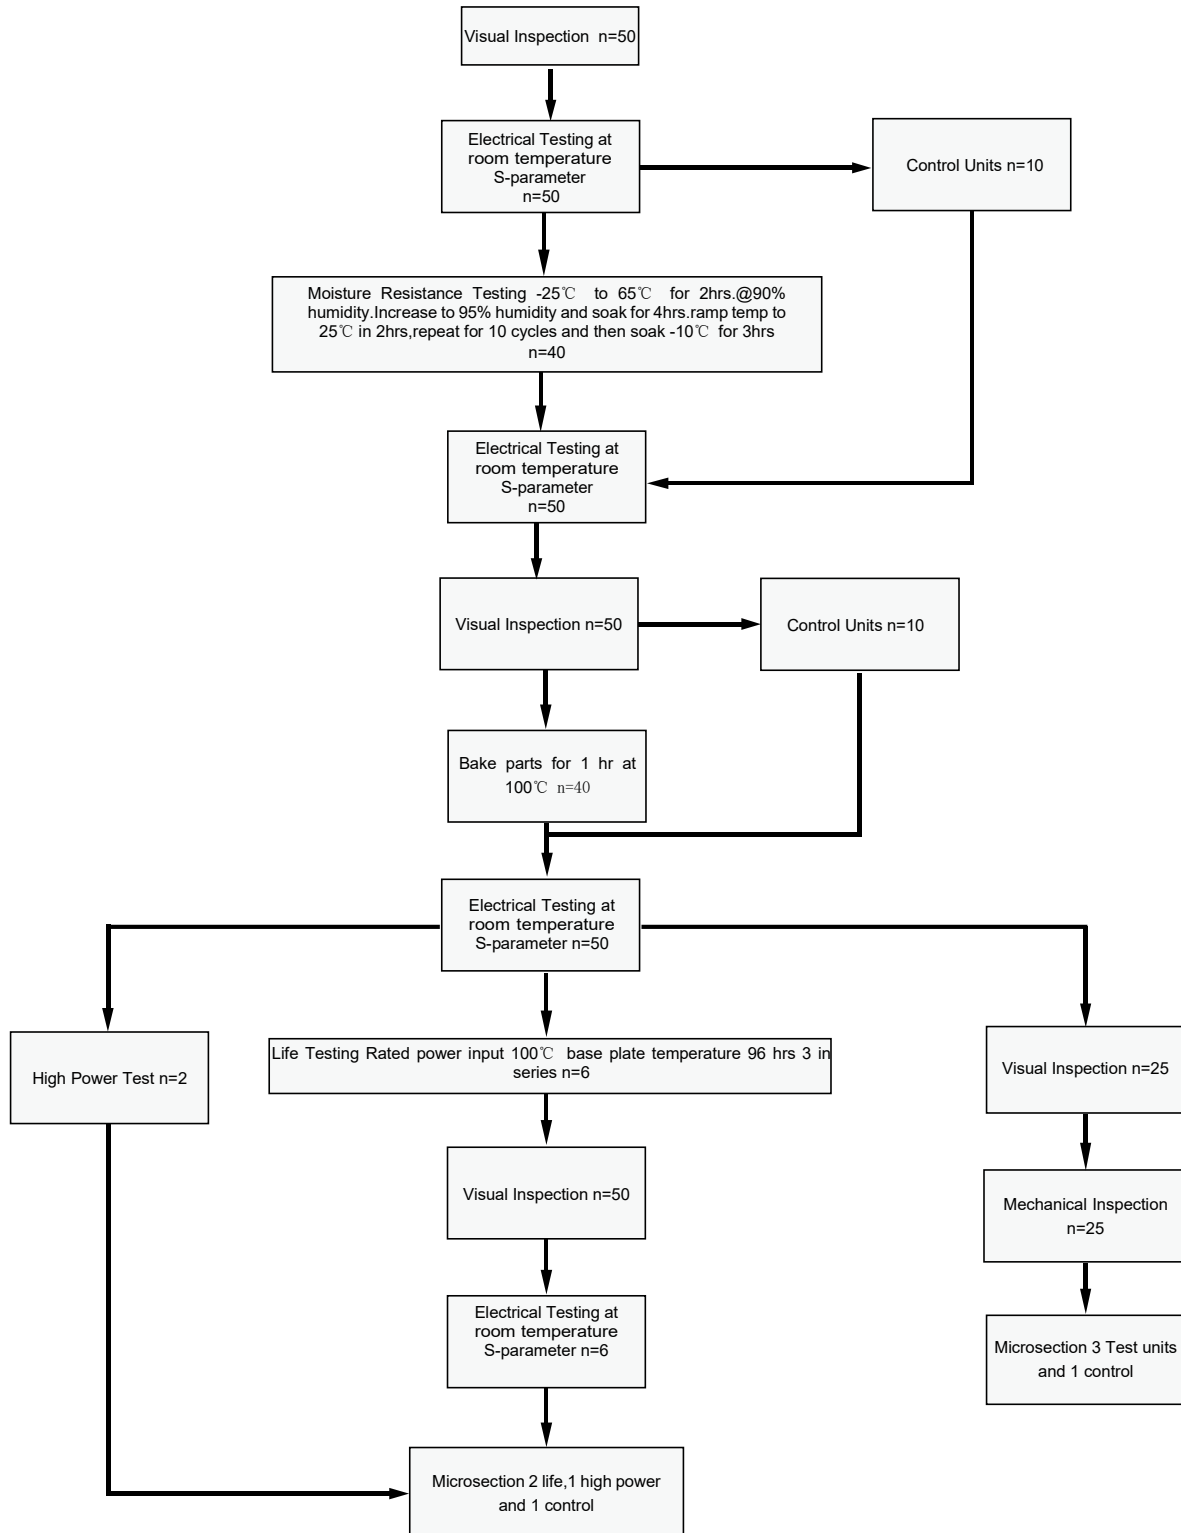 Visual Inspection n=50
Electrical Testing at
room temperature
S-parameter
n=50
Control Units n=10
Moisture Resistance Testing -25℃ to 65℃ for 2hrs.@90%
humidity.Increase to 95% humidity and soak for 4hrs.ramp temp to
25℃ in 2hrs,repeat for 10 cycles and then soak -10℃ for 3hrs
n=40
Electrical Testing at
room temperature
S-parameter
n=50
Visual Inspection n=50
Control Units n=10
Bake parts for 1 hr at
100℃ n=40
Electrical Testing at
room temperature
S-parameter n=50
High Power Test n=2
Life Testing Rated power input 100℃ base plate temperature 96 hrs 3 in
series n=6
Visual Inspection n=25
Visual Inspection n=50
Mechanical Inspection
n=25
Electrical Testing at
room temperature
S-parameter n=6
Microsection 3 Test units
and 1 control
Microsection 2 life,1 high power
and 1 control